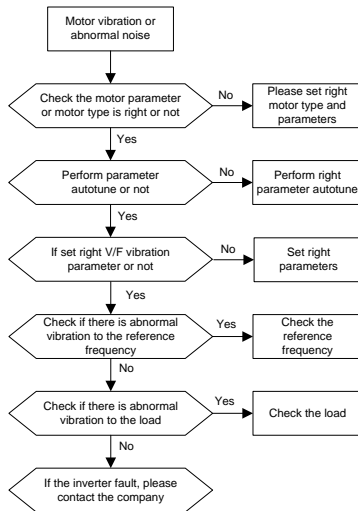 Motor vibration or
abnormal noise
Check the motor parameter
or motor type is right or not
No
Please set right
motor type and
parameters
Yes
Perform parameter
autotune or not
No
Perform right
parameter autotune
Yes
If set right V/F vibration
parameter or not
No
Set right
parameters
Yes
Check if there is abnormal
vibration to the reference
frequency
Yes
Check the
reference
frequency
No
Check if there is abnormal
vibration to the load
Yes
Check the load
No
If the inverter fault, please
contact the company